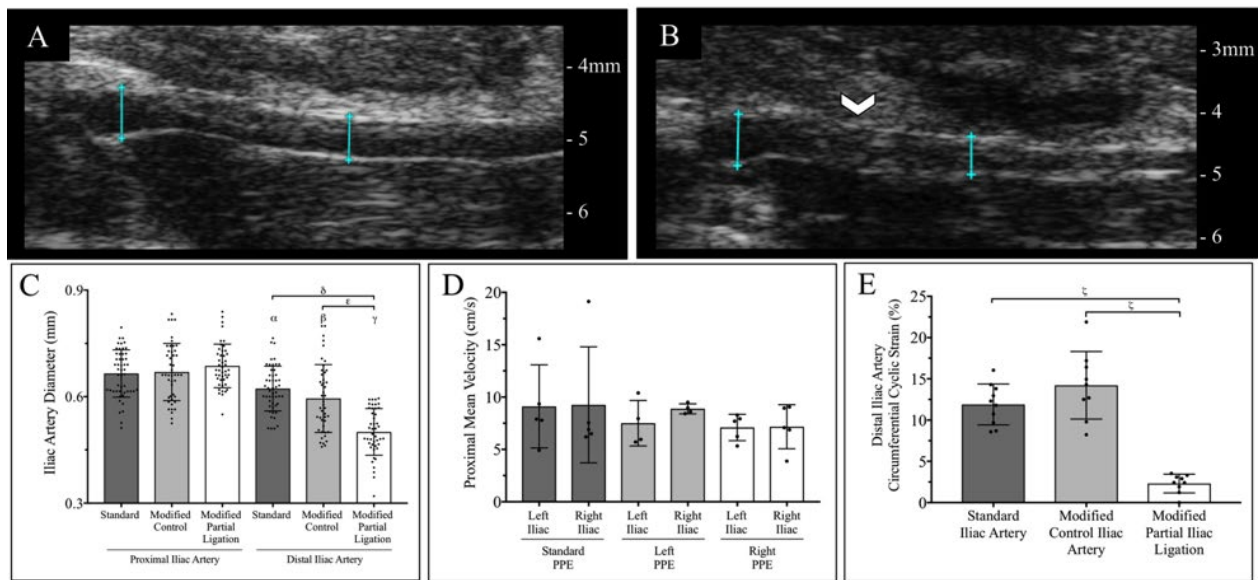 A
- 4mm
- 5
- 6
B
- 3mm
- 4
- 5
- 6
C
Iliac Artery Diameter (mm)
0.9
0.6
0.3
δ
ε
α
β
γ
Standard
Modified Control
Modified Partial Ligation
Standard
Modified Control
Modified Partial Ligation
Proximal Iliac Artery
Distal Iliac Artery
D
Proximal Mean Velocity (cm/s)
20
15
10
5
0
Left Iliac
Right Iliac
Left Iliac
Right Iliac
Left Iliac
Right Iliac
Standard PPE
Left PPE
Right PPE
E
Distal Iliac Artery
Circumferential Cyclic Strain (%)
25
20
15
10
5
0
ζ
ζ
Standard Iliac Artery
Modified Control Iliac Artery
Modified Partial Iliac Ligation